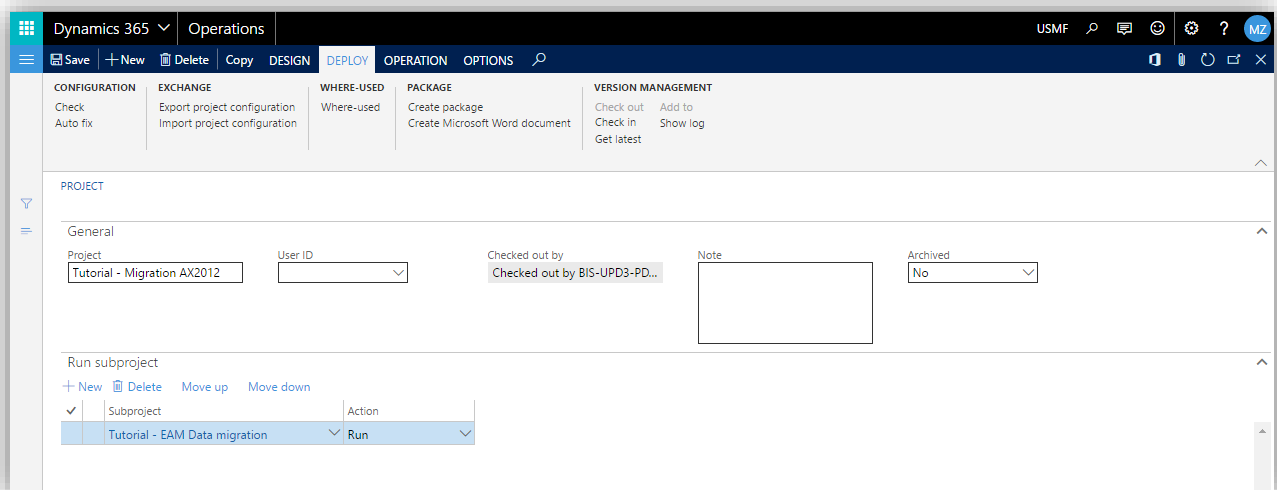 Dynamics 365 Operations USMF ? MZ
Save New Delete Copy DESIGN DEPLOY OPERATION OPTIONS
CONFIGURATION EXCHANGE WHERE-USED PACKAGE VERSION MANAGEMENT
Check Export project configuration Where-used Create package Check out Add to
Auto fix Import project configuration Create Microsoft Word document Check in Show log
Get latest
PROJECT
General
Project User ID Checked out by Note Archived
Tutorial - Migration AX2012 Checked out by BIS-UPD3-PD... No
Run subproject
New Delete Move up Move down
Subproject Action
Tutorial - EAM Data migration Run